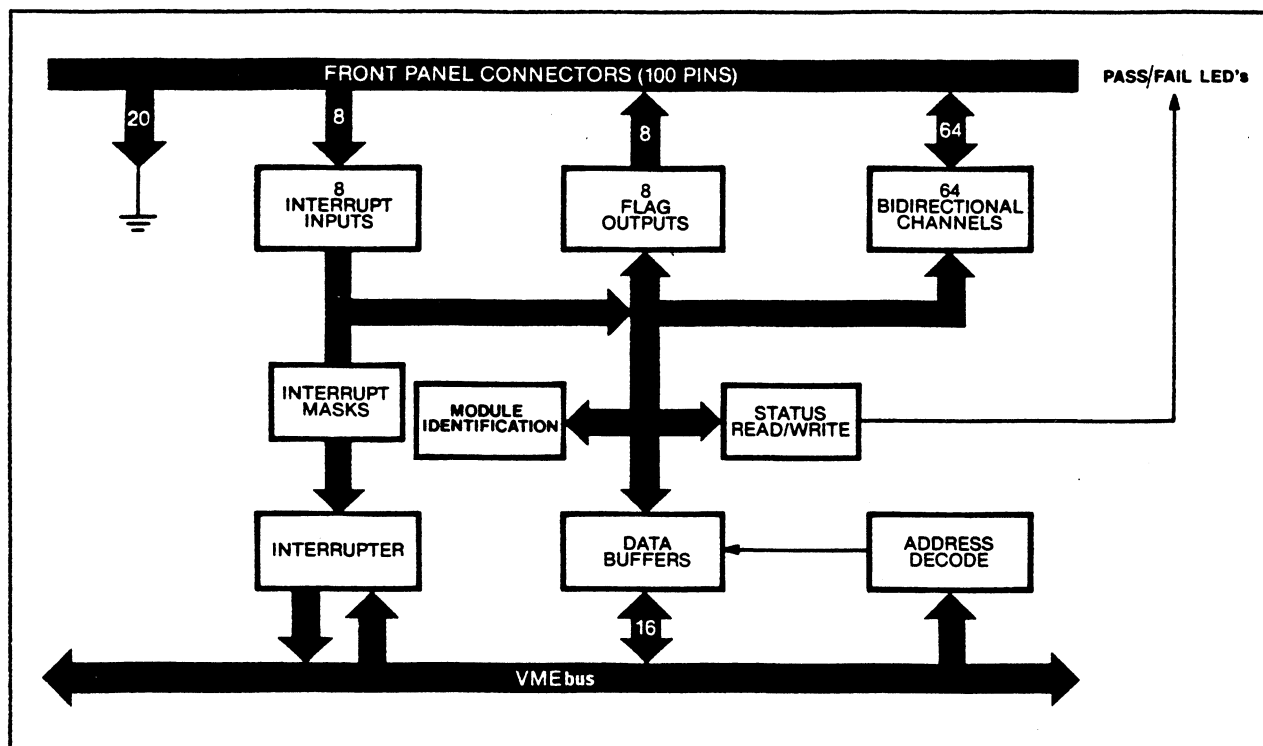 FRONT PANEL CONNECTORS (100 PINS)
PASS/FAIL LED's
20
8
8
64
8
INTERRUPT
INPUTS
8
FLAG
OUTPUTS
64
BIDIRECTIONAL
CHANNELS
INTERRUPT
MASKS
MODULE
IDENTIFICATION
STATUS
READ/WRITE
INTERRUPTER
DATA
BUFFERS
ADDRESS
DECODE
16
VMEbus